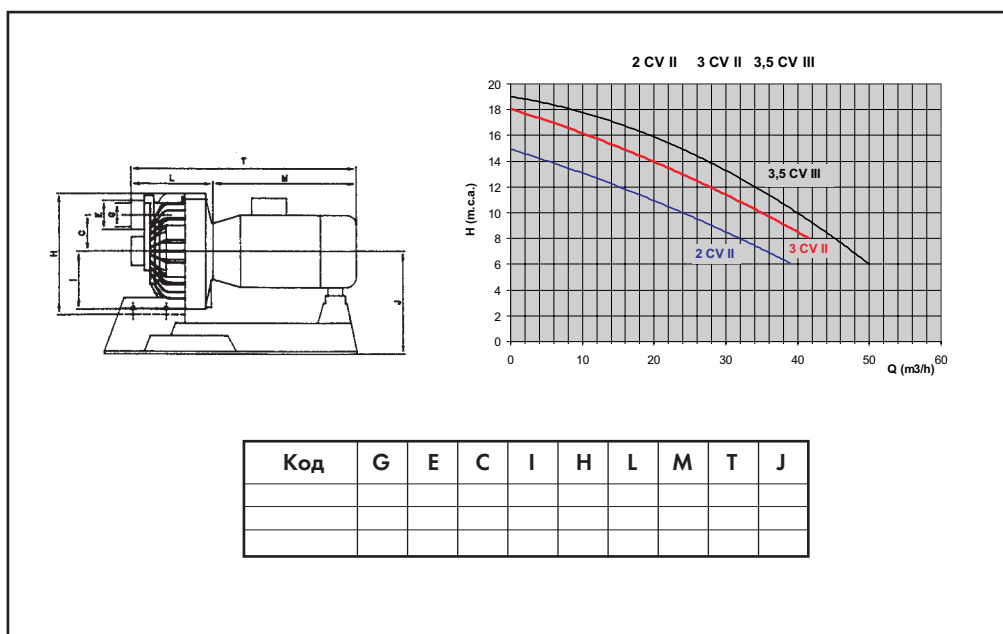 2 CV II 3 CV II 3,5 CV III
20
18
16
14
12
10
8
6
4
2
0
H (m.c.a.)
3,5 CV III
3 CV II
2 CV II
0 10 20 30 40 50 60
Q (m3/h)
T
L M
H
E
G
C
I
J
Код G E C I H L M T J